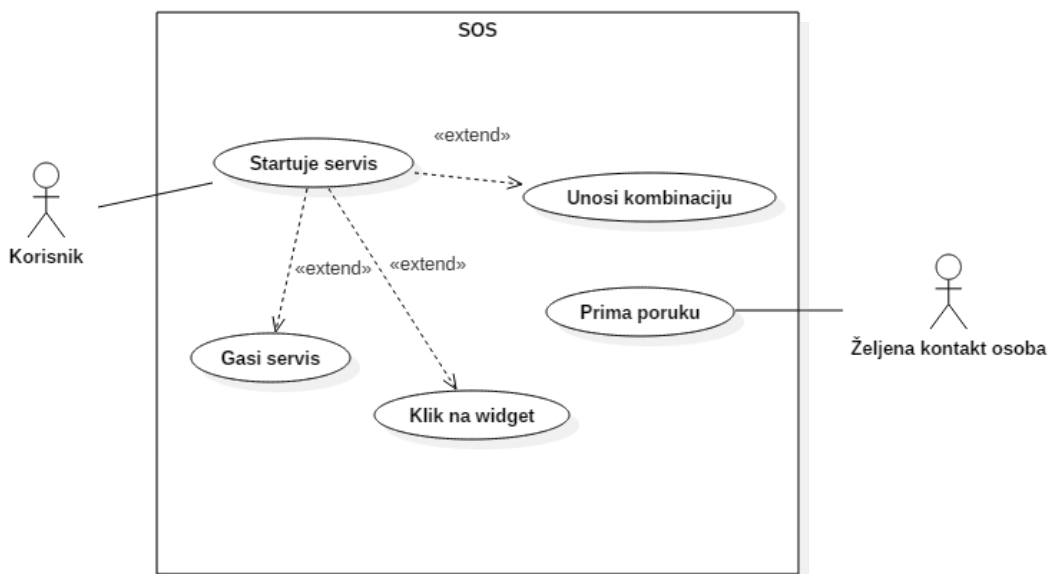 SOS
«extend»
Startuje servis
Unosi kombinaciju
Korisnik
«extend»
«extend»
Prima poruku
Željena kontakt osoba
Gasi servis
Klik na widget